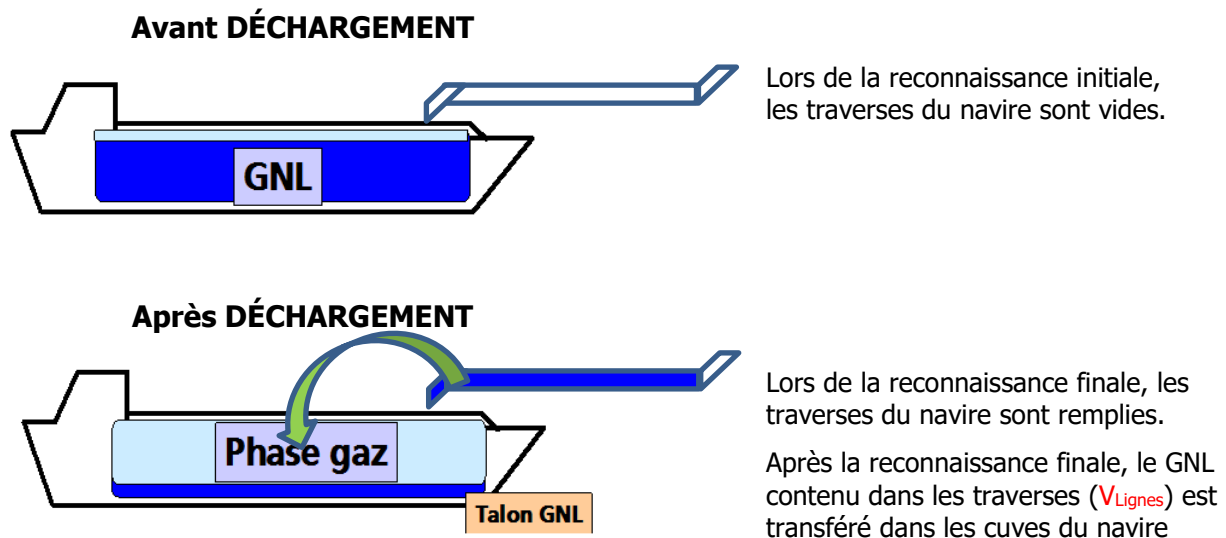 Avant DÉCHARGEMENT
Lors de la reconnaissance initiale,
les traverses du navire sont vides.
GNL
Après DÉCHARGEMENT
Lors de la reconnaissance finale, les
traverses du navire sont remplies.
Phase gaz
Après la reconnaissance finale, le GNL
contenu dans les traverses (VLignes) est
transféré dans les cuves du navire
Talon GNL